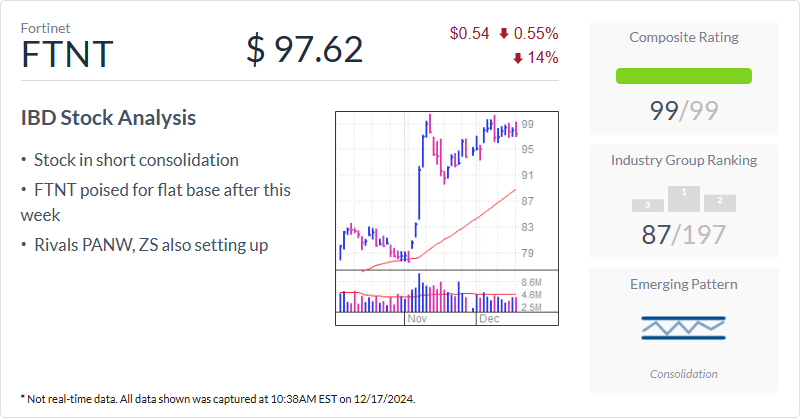 Fortinet
FTNT
$ 97.62
$0.54 0.55%
14%
IBD Stock Analysis
• Stock in short consolidation
• FTNT poised for flat base after this
week
• Rivals PANW, ZS also setting up
99
95
91
87
83
79
8.6M
4.6M
2.5M
Nov Dec
Composite Rating
99/99
Industry Group Ranking
3 1 2
87/197
Emerging Pattern
Consolidation
* Not real-time data. All data shown was captured at 10:38AM EST on 12/17/2024.